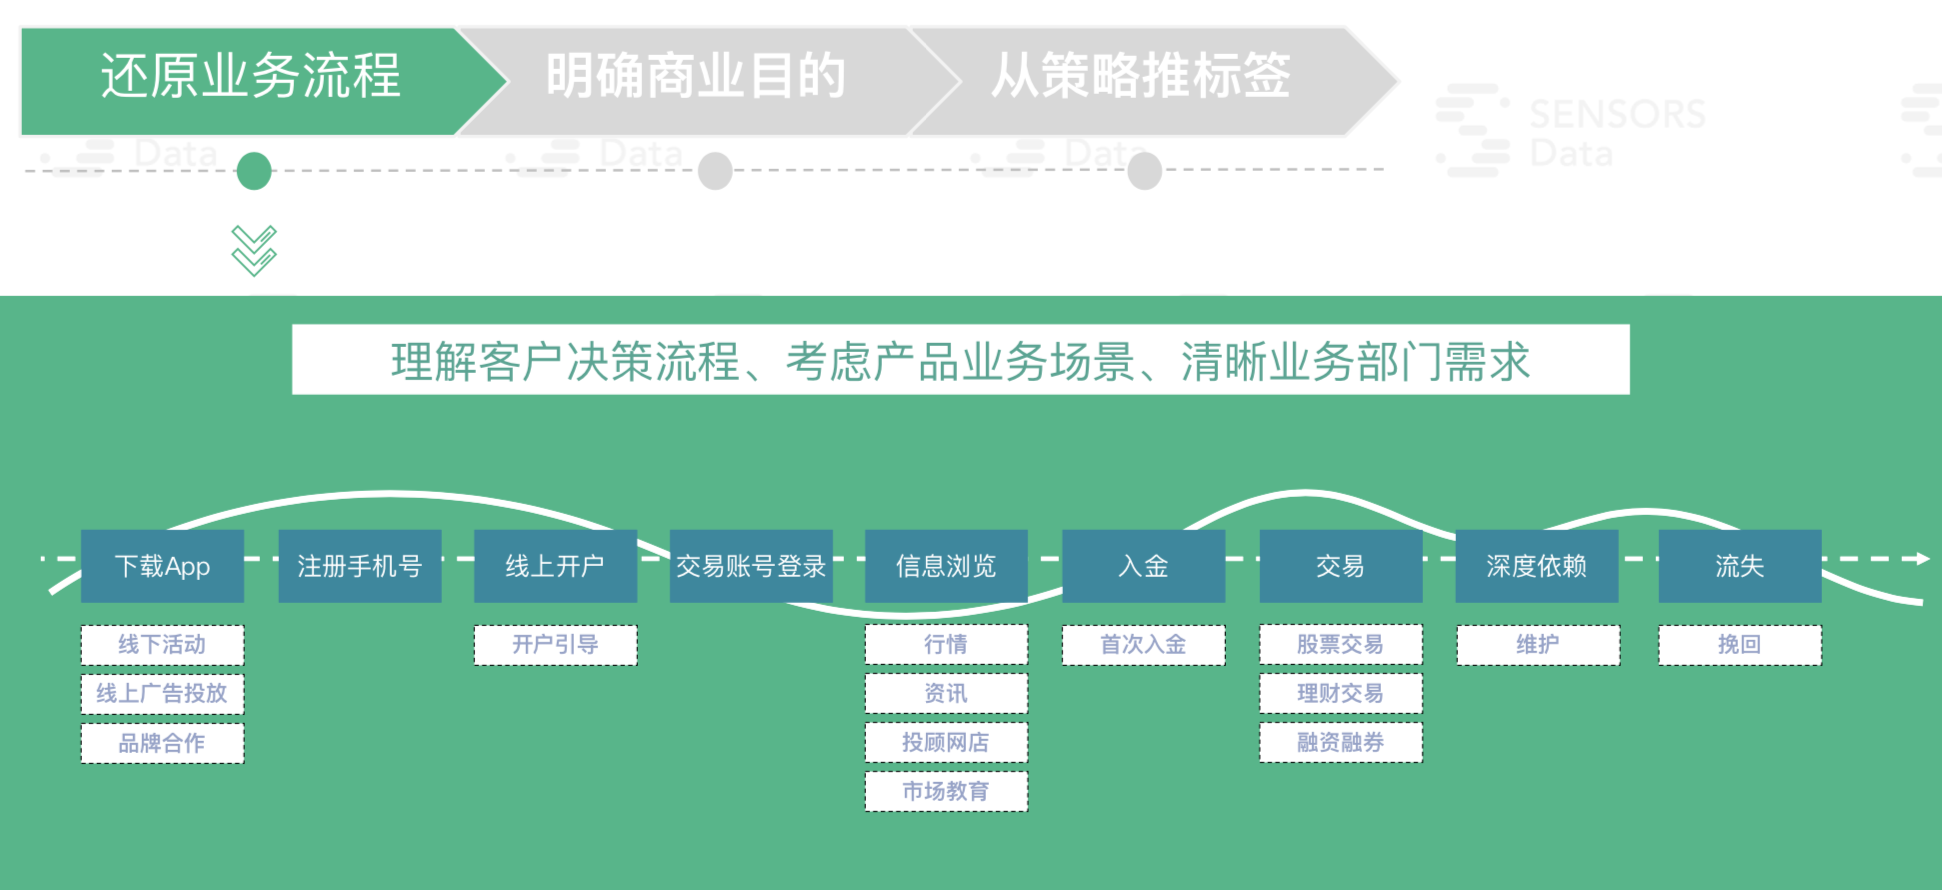 还原业务流程
明确商业目的
从策略推标签
SENSORS
Data
Data
Data
Data
理解客户决策流程、考虑产品业务场景、清晰业务部门需求
下载App
注册手机号
线上开户
交易账号登录
信息浏览
入金
交易
深度依赖
流失
线下活动
开户引导
行情
首次入金
股票交易
维护
挽回
线上广告投放
资讯
理财交易
品牌合作
投顾网店
融资融券
市场教育